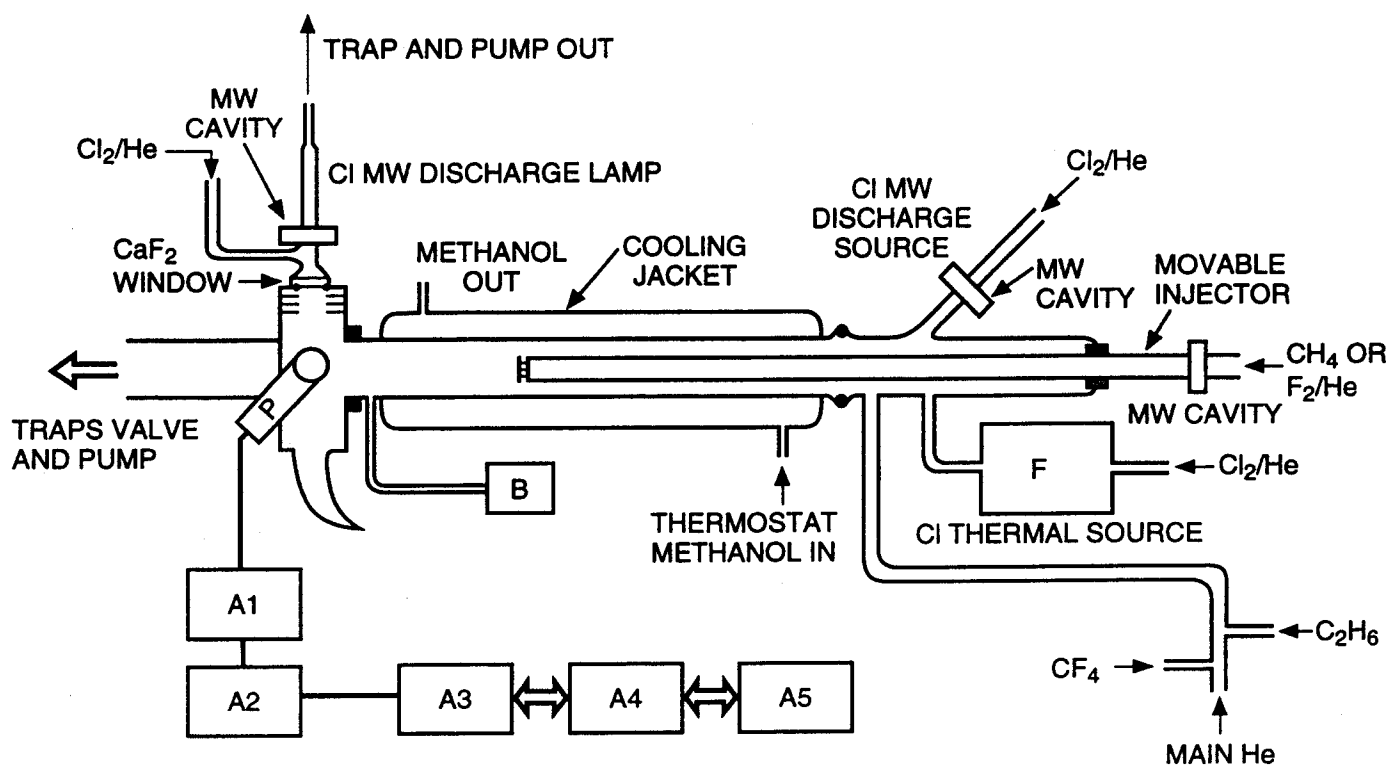 TRAP AND PUMP OUT
MW
CAVITY
Cl2/He
Cl MW DISCHARGE LAMP
CaF2
WINDOW
METHANOL
OUT
COOLING
JACKET
Cl MW
DISCHARGE
SOURCE
Cl2/He
MW
CAVITY
MOVABLE
INJECTOR
CH4 OR
F2/He
MW CAVITY
P
TRAPS VALVE
AND PUMP
B
THERMOSTAT
METHANOL IN
F
Cl2/He
Cl THERMAL SOURCE
A1
A2
A3
A4
A5
C2H6
CF4
MAIN He